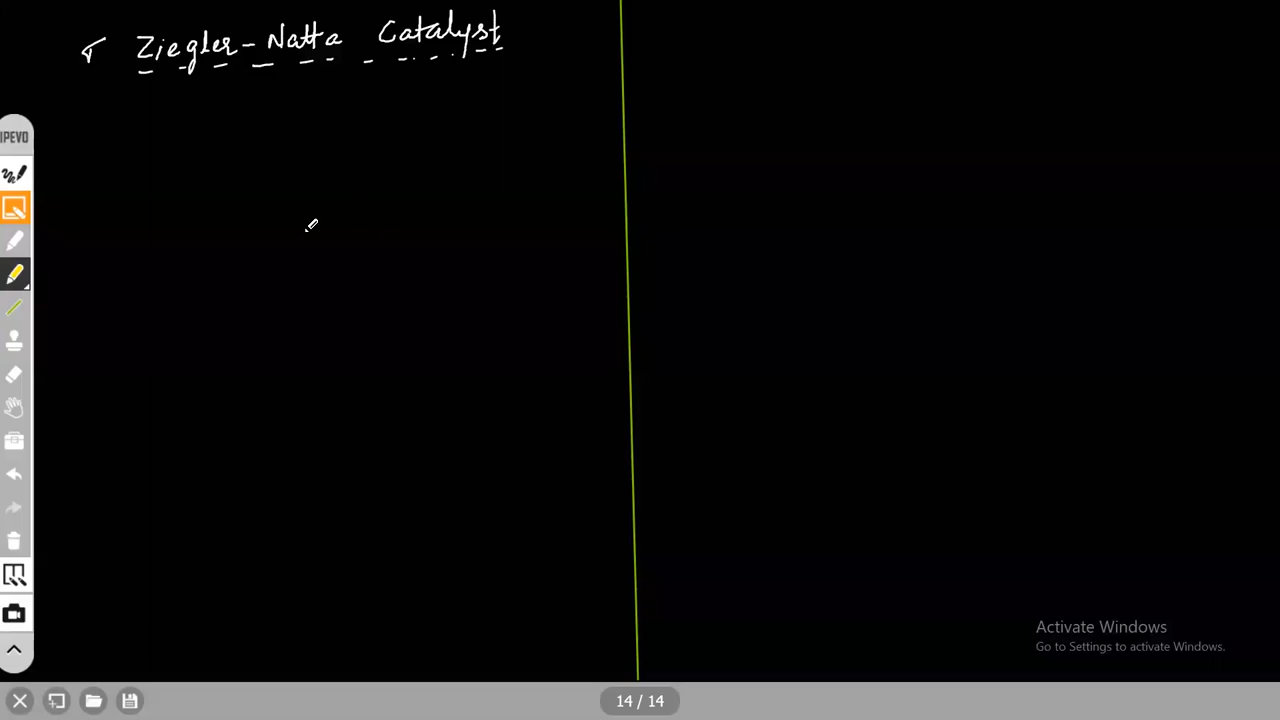 Ziegler-Natta Catalyst
IPEVO
Activate Windows
Go to Settings to activate Windows.
14 / 14